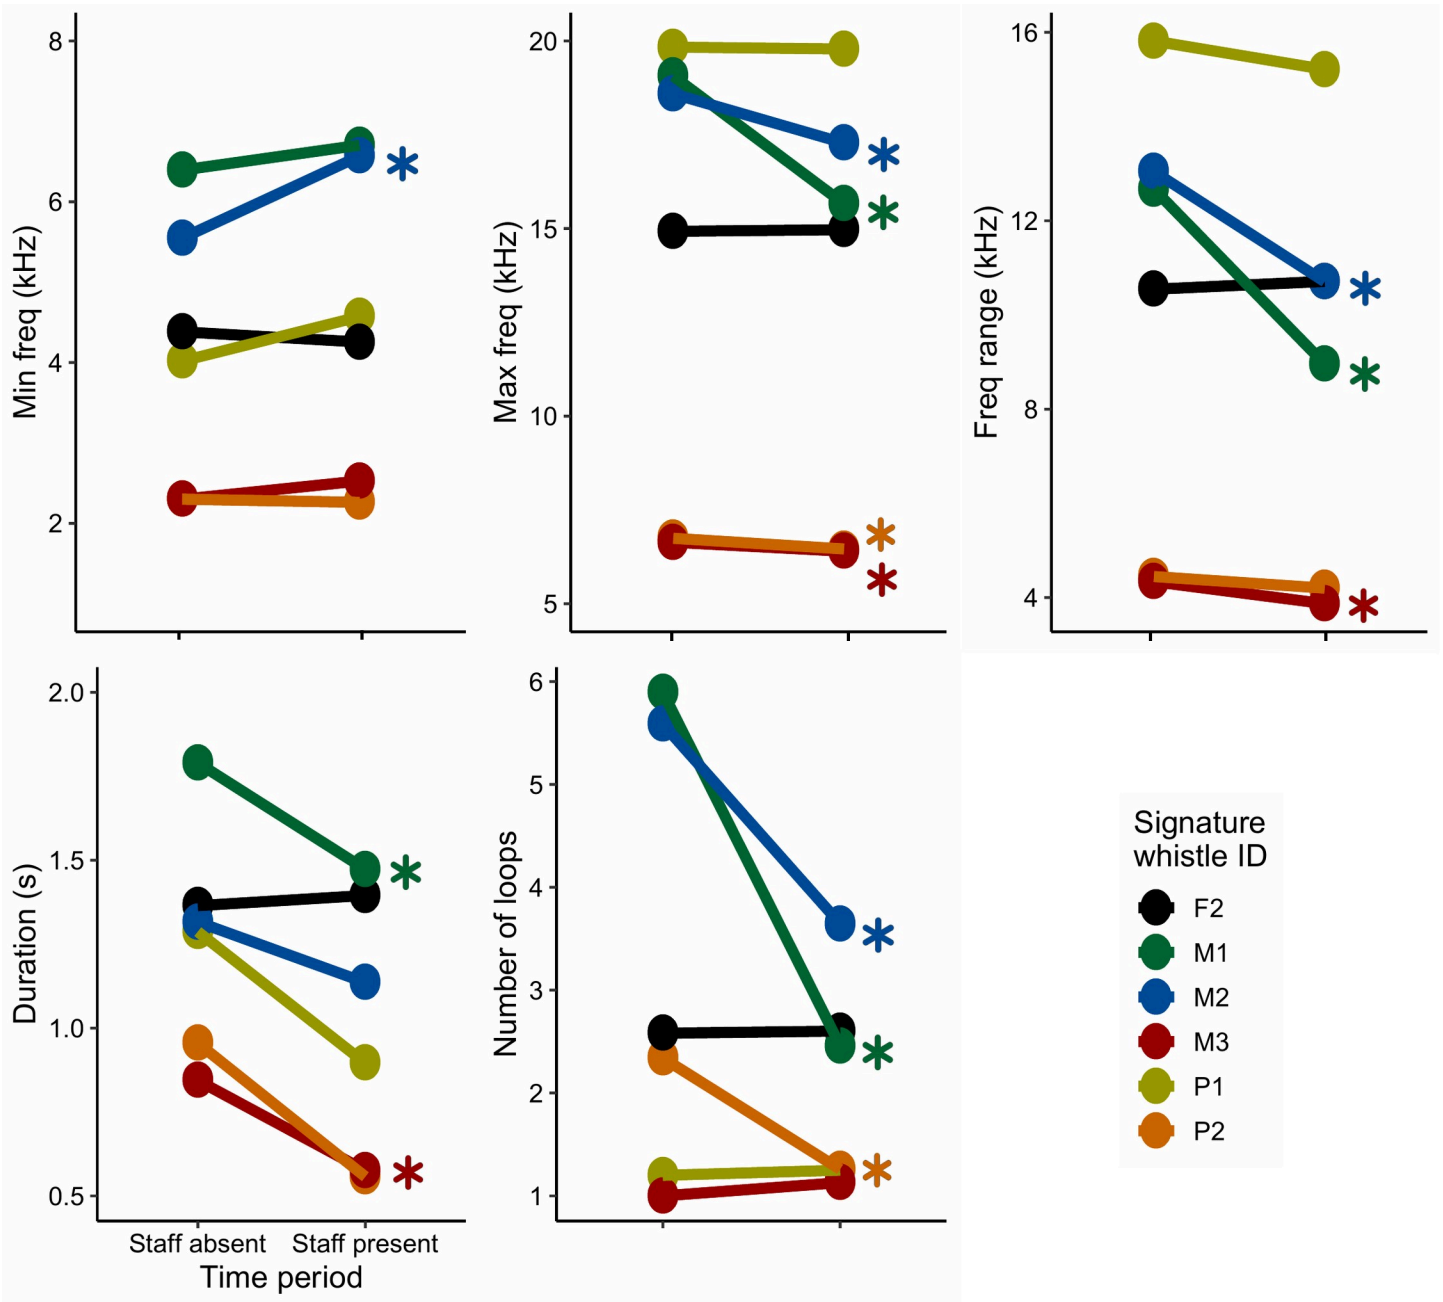 Min freq (kHz)
8
6
4
2
*
Max freq (kHz)
20
15
10
5
*
*
*
*
Freq range (kHz)
16
12
8
4
*
*
*
Duration (s)
2.0
1.5
1.0
0.5
*
*
Staff absent Staff present
Time period
Number of loops
6
5
4
3
2
1
*
*
*
Signature
whistle ID
F2
M1
M2
M3
P1
P2